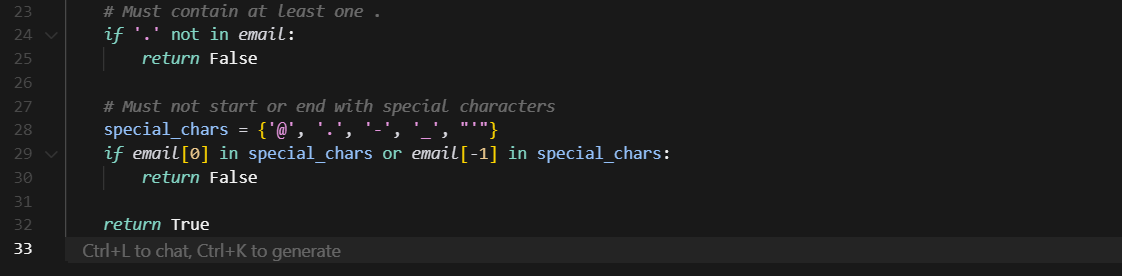 23 # Must contain at least one .
24 if '.' not in email:
25 return False
26
27 # Must not start or end with special characters
28 special_chars = {'@', '.', '-', '_', "'"}
29 if email[0] in special_chars or email[-1] in special_chars:
30 return False
31
32 return True
33 Ctrl+L to chat, Ctrl+K to generate